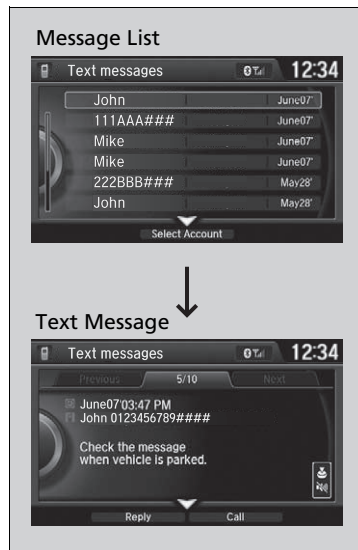 Message List
Text messages 12:34
John June07'
111AAA### June07'
Mike June07'
Mike June07'
222BBB### May28'
John May28'
Select Account
Text Message
Text messages 12:34
Previous 5/10 Next
June07'03:47 PM
John 0123456789####
Check the message
when vehicle is parked.
Reply Call